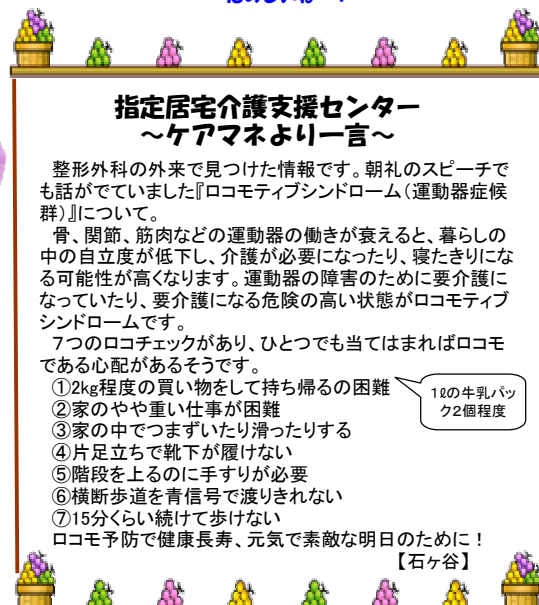 指定居宅介護支援センター
～ケアマネより一言～
整形外科の外来で見つけた情報です。朝礼のスピーチで
も話がでていました『ロコモティブシンドローム（運動器症候
群）』について。
骨、関節、筋肉などの運動器の働きが衰えると、暮らしの
中の自立度が低下し、介護が必要になったり、寝たきりにな
る可能性が高くなります。運動器の障害のために要介護に
なっていたり、要介護になる危険の高い状態がロコモティブ
シンドロームです。
７つのロコチェックがあり、ひとつでも当てはまればロコモ
である心配があるそうです。
①2kg程度の買い物をして持ち帰るの困難
1ℓの牛乳パッ
ク２個程度
②家のやや重い仕事が困難
③家の中でつまずいたり滑ったりする
④片足立ちで靴下が履けない
⑤階段を上るのに手すりが必要
⑥横断歩道を青信号で渡りきれない
⑦15分くらい続けて歩けない
ロコモ予防で健康長寿、元気で素敵な明日のために！
【石ヶ谷】